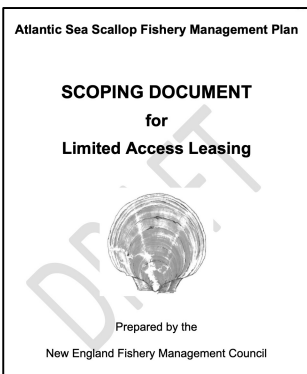 Atlantic Sea Scallop Fishery Management Plan
SCOPING DOCUMENT
for
Limited Access Leasing
DRAFT
Prepared by the
New England Fishery Management Council